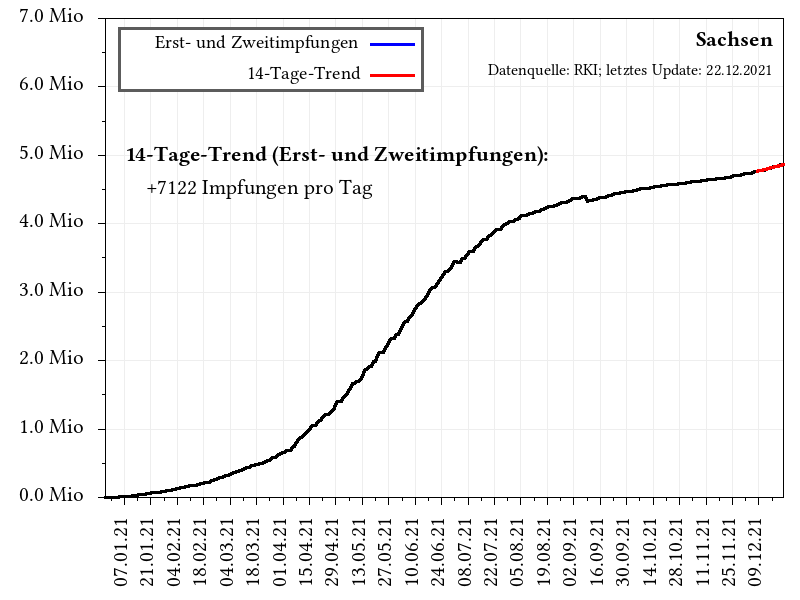 7.0 Mio
6.0 Mio
5.0 Mio
4.0 Mio
3.0 Mio
2.0 Mio
1.0 Mio
0.0 Mio
Erst- und Zweitimpfungen
14-Tage-Trend
Sachsen
Datenquelle: RKI; letztes Update: 22.12.2021
14-Tage-Trend (Erst- und Zweitimpfungen):
+7122 Impfungen pro Tag
07.01.21
21.01.21
04.02.21
18.02.21
04.03.21
18.03.21
01.04.21
15.04.21
29.04.21
13.05.21
27.05.21
10.06.21
24.06.21
08.07.21
22.07.21
05.08.21
19.08.21
02.09.21
16.09.21
30.09.21
14.10.21
28.10.21
11.11.21
25.11.21
09.12.21